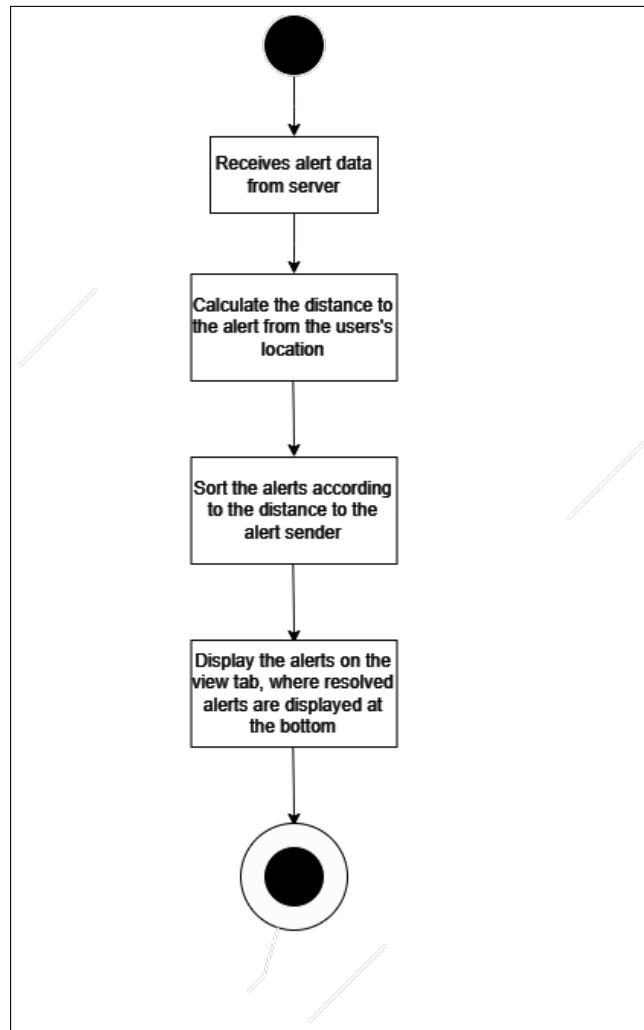 Receives alert data
from server
Calculate the distance to
the alert from the users's
location
Sort the alerts according
to the distance to the
alert sender
Display the alerts on the
view tab, where resolved
alerts are displayed at
the bottom